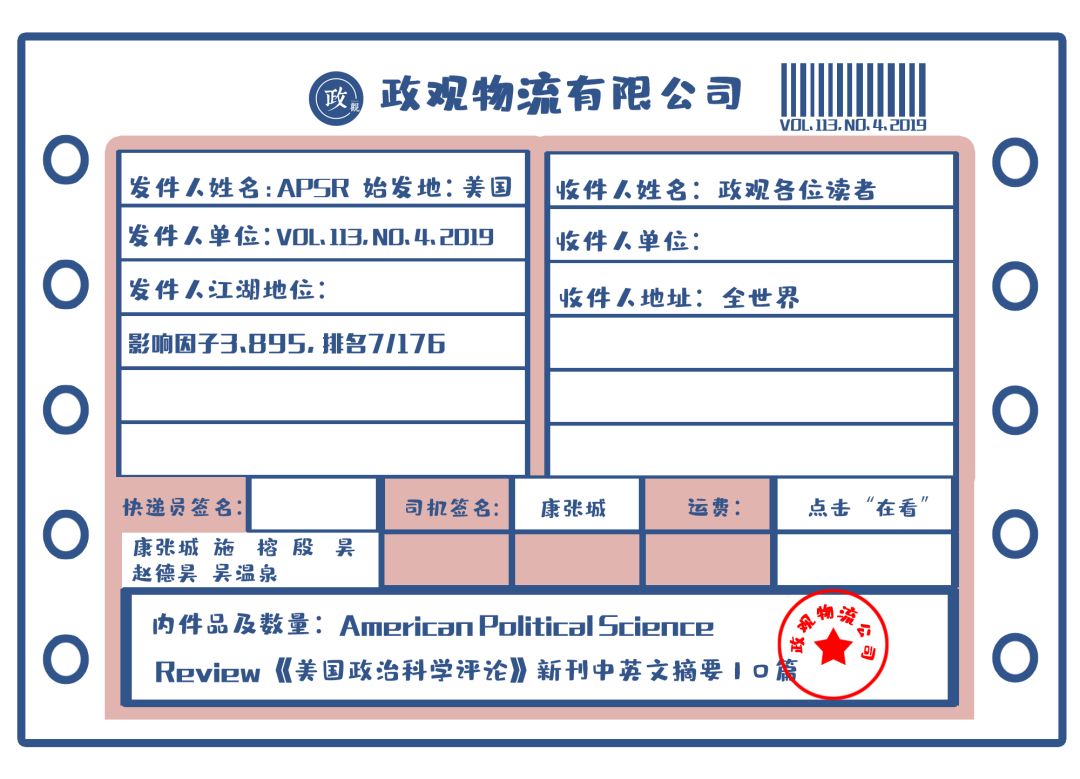 政觀
政观物流有限公司
VOL.113,NO.4,2019
发件人姓名:APSR 始发地:美国
发件人单位:VOL.113,NO.4,2019
发件人江湖地位:
影响因子3.895,排名7/176
收件人姓名:政观各位读者
收件人单位:
收件人地址:全世界
快递员签名:
司机签名: 康张城
运费: 点击“在看”
康张城 施 榕 殷 昊
赵德昊 吴温泉
内件品及数量:American Political Science
Review《美国政治科学评论》新刊中英文摘要10篇
政观物流公司